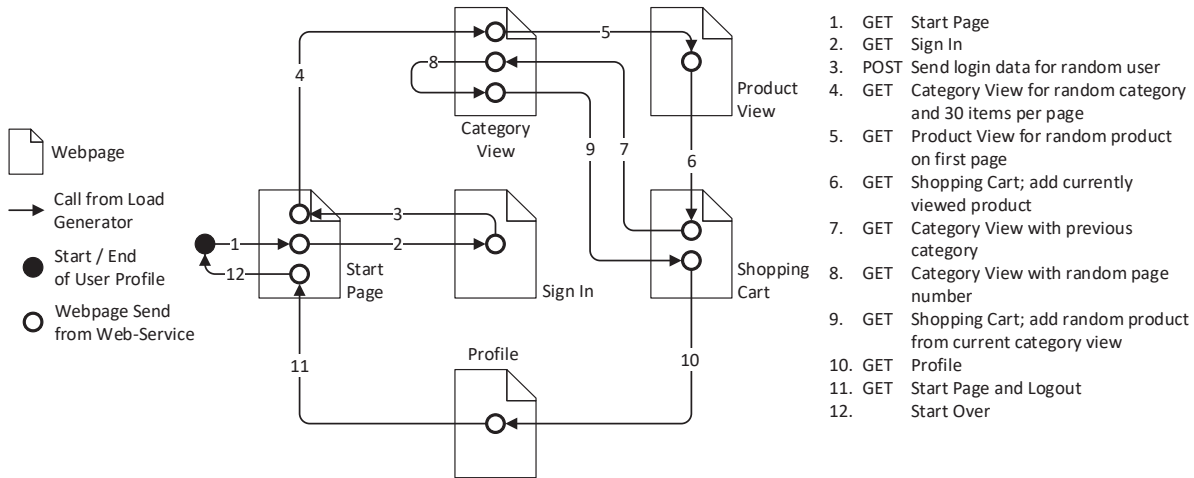 Webpage
Call from Load
Generator
Start / End
of User Profile
Webpage Send
from Web-Service
1
2
3
4
5
6
7
8
9
10
11
12
Category
View
Product
View
Start
Page
Sign In
Shopping
Cart
Profile
1. GET Start Page
2. GET Sign In
3. POST Send login data for random user
4. GET Category View for random category
and 30 items per page
5. GET Product View for random product
on first page
6. GET Shopping Cart; add currently
viewed product
7. GET Category View with previous
category
8. GET Category View with random page
number
9. GET Shopping Cart; add random product
from current category view
10. GET Profile
11. GET Start Page and Logout
12. Start Over